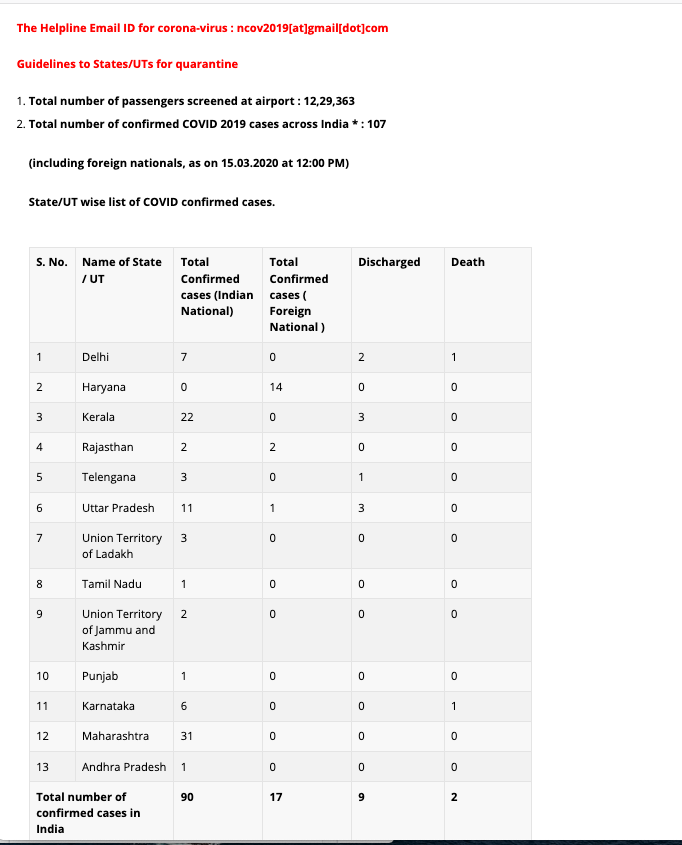 The Helpline Email ID for corona-virus : ncov2019[at]gmail[dot]com
Guidelines to States/UTs for quarantine
1. Total number of passengers screened at airport : 12,29,363
2. Total number of confirmed COVID 2019 cases across India * : 107
(including foreign nationals, as on 15.03.2020 at 12:00 PM)
State/UT wise list of COVID confirmed cases.
S. No. Name of State / UT Total Confirmed cases (Indian National) Total Confirmed cases ( Foreign National ) Discharged Death
1 Delhi 7 0 2 1
2 Haryana 0 14 0 0
3 Kerala 22 0 3 0
4 Rajasthan 2 2 0 0
5 Telengana 3 0 1 0
6 Uttar Pradesh 11 1 3 0
7 Union Territory of Ladakh 3 0 0 0
8 Tamil Nadu 1 0 0 0
9 Union Territory of Jammu and Kashmir 2 0 0 0
10 Punjab 1 0 0 0
11 Karnataka 6 0 0 1
12 Maharashtra 31 0 0 0
13 Andhra Pradesh 1 0 0 0
Total number of confirmed cases in India 90 17 9 2